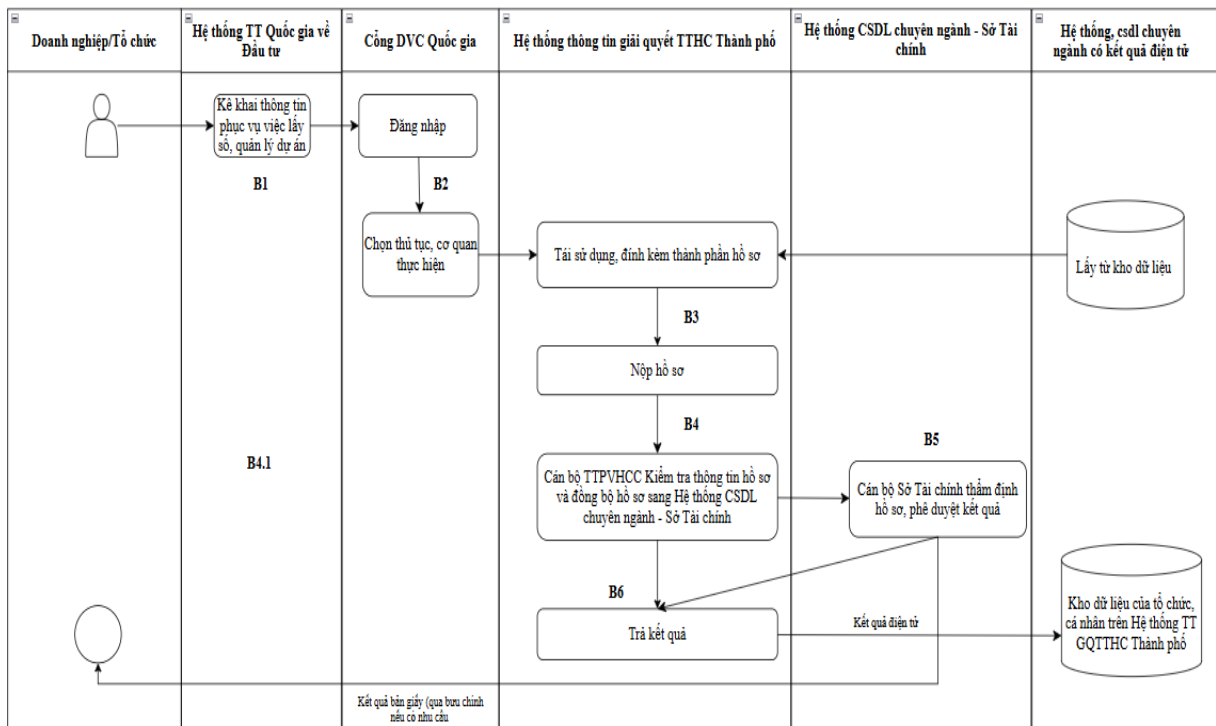 Doanh nghiệp/Tổ chức
Hệ thống TT Quốc gia về
Đầu tư
Cổng DVC Quốc gia
Hệ thống thông tin giải quyết TTHC Thành phố
Hệ thống CSDL chuyên ngành - Sở Tài
chính
Hệ thống, csdl chuyên
ngành có kết quả điện tử
Kê khai thông tin
phục vụ việc lấy
số, quản lý dự án
Đăng nhập
B1
B2
Chọn thủ tục, cơ quan
thực hiện
Tái sử dụng, đính kèm thành phần hồ sơ
Lấy từ kho dữ liệu
B3
Nộp hồ sơ
B4
B4.1
B5
Cán bộ TTPVHCC Kiểm tra thông tin hồ sơ
và đồng bộ hồ sơ sang Hệ thống CSDL
chuyên ngành - Sở Tài chính
Cán bộ Sở Tài chính thẩm định
hồ sơ, phê duyệt kết quả
B6
Trả kết quả
Kết quả điện tử
Kho dữ liệu của tổ chức,
cá nhân trên Hệ thống TT
GQTTHC Thành phố
Kết quả bản giấy (qua bưu chính
nếu có nhu cầu